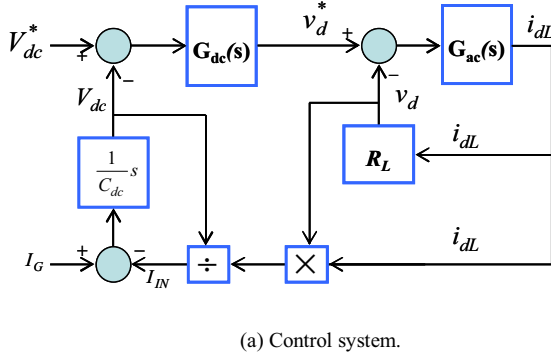 V*dc + − Gdc(s) v*d + − Gac(s) idL
Vdc vd
1/Cdc s RL idL
IG + − IIN ÷ × idL
(a) Control system.